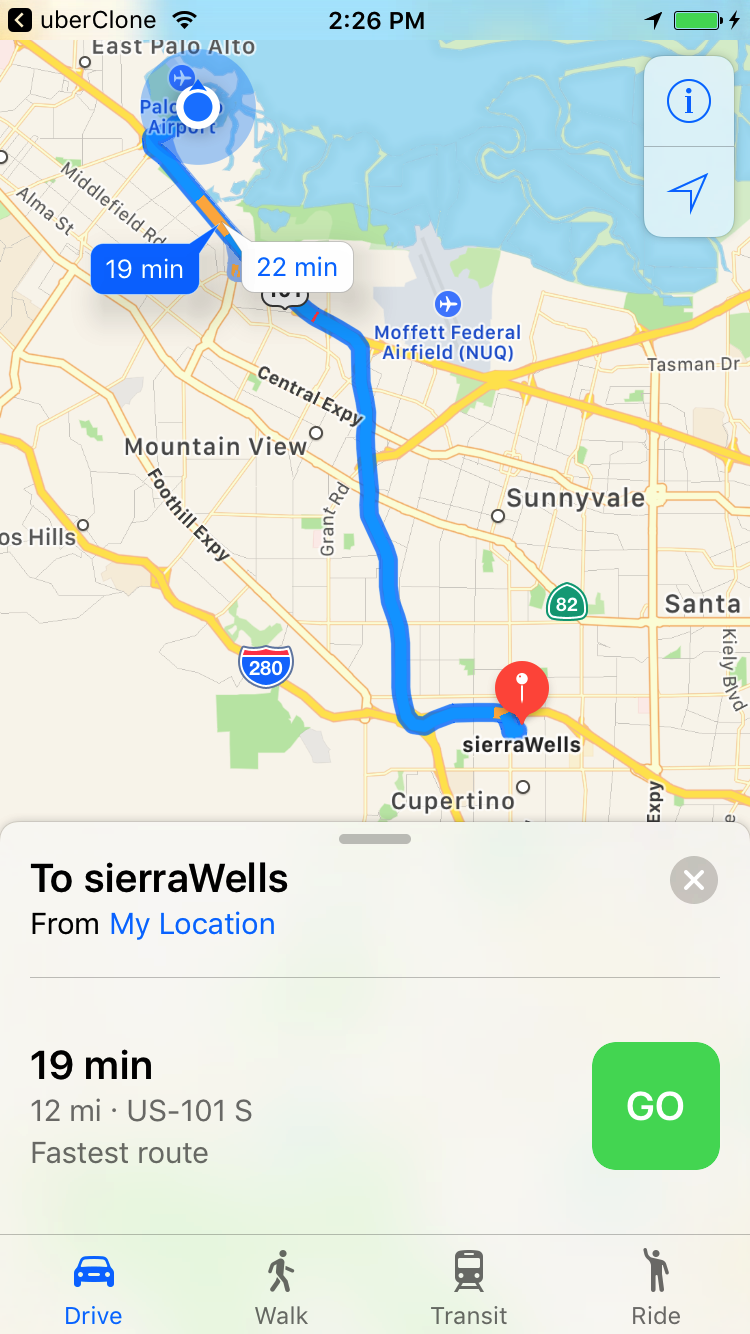 uberClone
2:26 PM
East Palo Alto
Airport
Middlefield Rd
Alma St
19 min
22 min
101
Moffett Federal
Airfield (NUQ)
Tasman Dr
Central Expy
Mountain View
Foothill Expy
Grant Rd
Sunnyvale
os Hills
82
Santa
Kiely Blvd
280
sierraWells
Cupertino
Expy
To sierraWells
From My Location
19 min
12 mi · US-101 S
Fastest route
GO
Drive
Walk
Transit
Ride